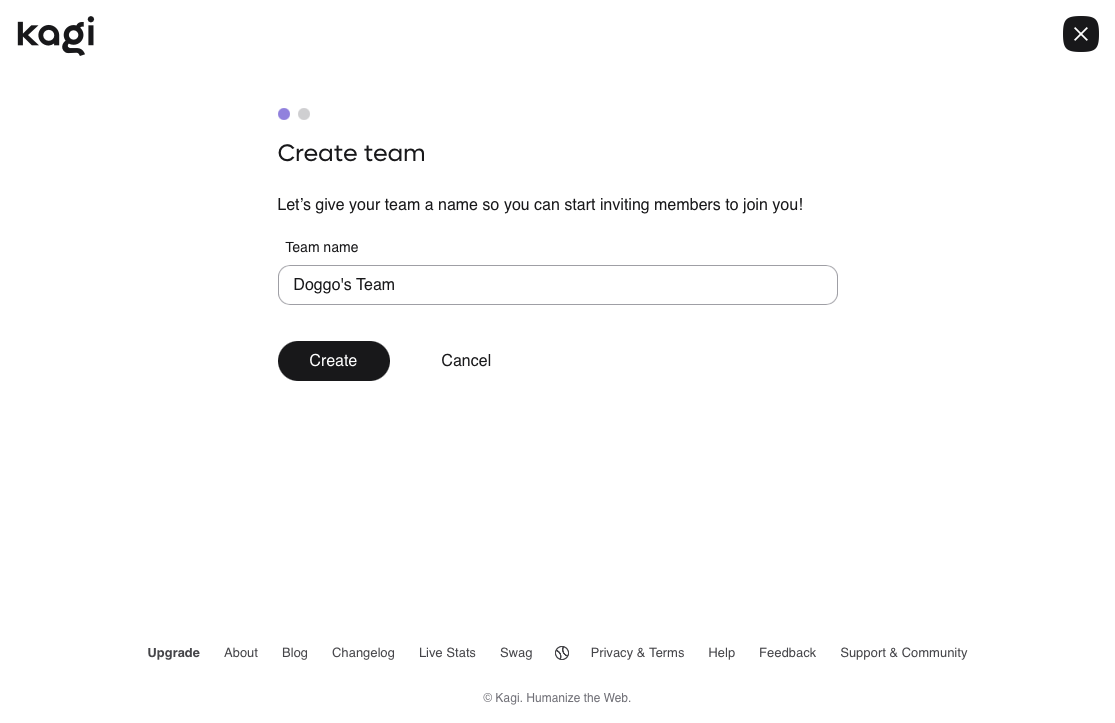 kagi
Create team
Let’s give your team a name so you can start inviting members to join you!
Team name
Doggo's Team
Create Cancel
Upgrade About Blog Changelog Live Stats Swag Privacy & Terms Help Feedback Support & Community
© Kagi. Humanize the Web.